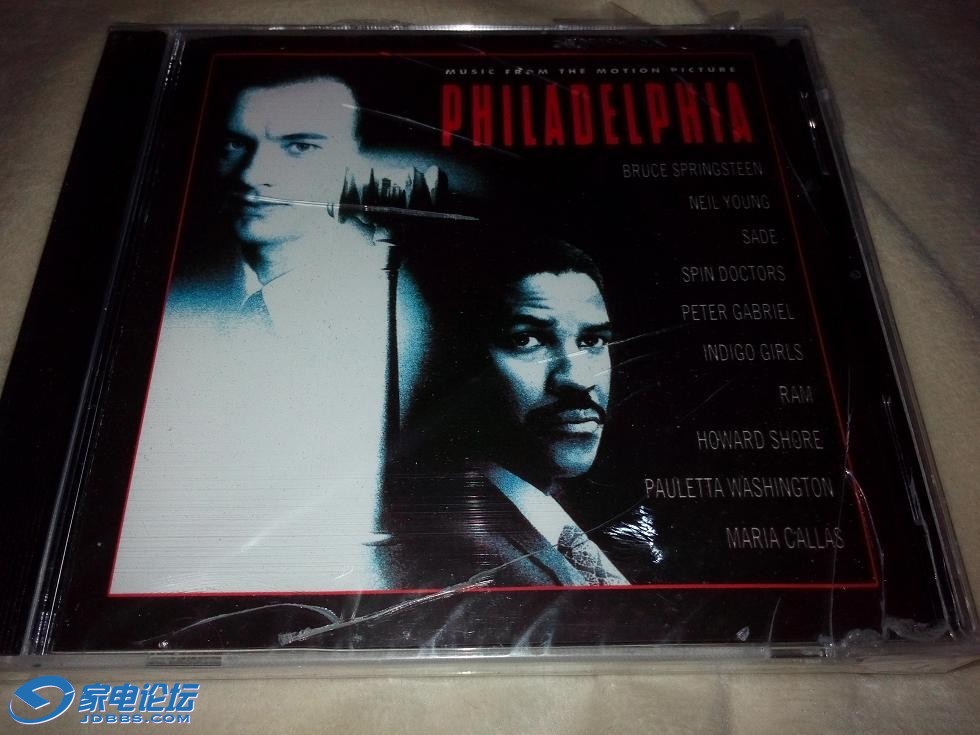 MUSIC FROM THE MOTION PICTURE
PHILADELPHIA
BRUCE SPRINGSTEEN
NEIL YOUNG
SADE
SPIN DOCTORS
PETER GABRIEL
INDIGO GIRLS
RAM
HOWARD SHORE
PAULETTA WASHINGTON
MARIA CALLAS
家电论坛
JDBBS.COM